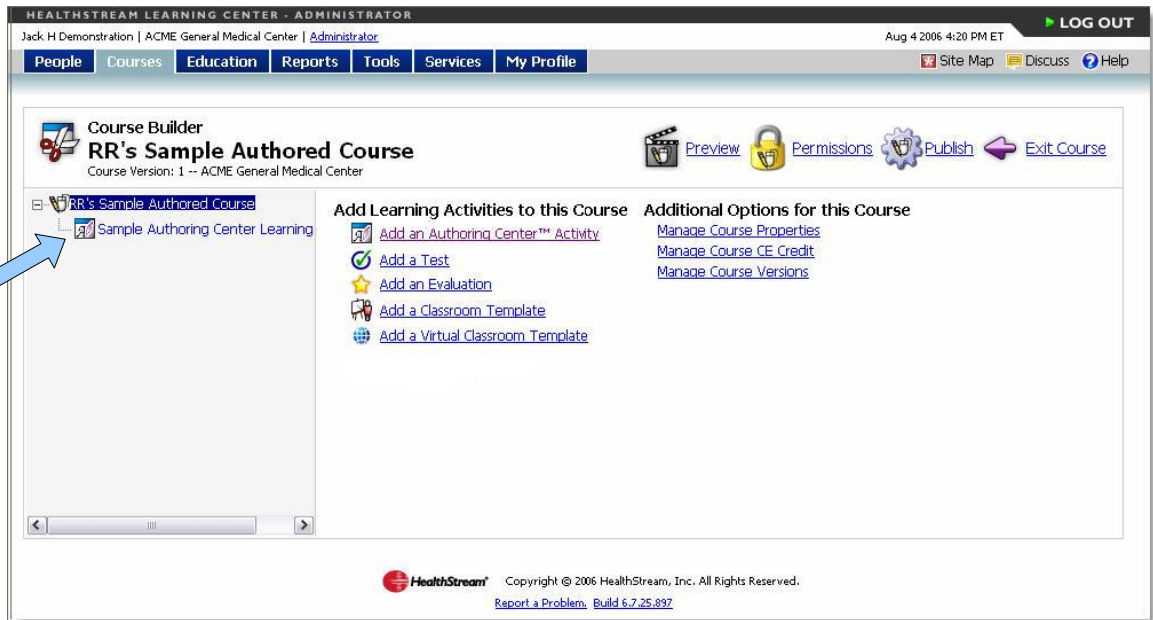 HEALTHSTREAM LEARNING CENTER - ADMINISTRATOR
LOG OUT
Jack H Demonstration | ACME General Medical Center | Administrator
Aug 4 2006 4:20 PM ET
People Courses Education Reports Tools Services My Profile
Site Map Discuss Help
Course Builder
RR's Sample Authored Course
Course Version: 1 -- ACME General Medical Center
Preview Permissions Publish Exit Course
RR's Sample Authored Course
Sample Authoring Center Learning
Add Learning Activities to this Course
Add an Authoring Center™ Activity
Add a Test
Add an Evaluation
Add a Classroom Template
Add a Virtual Classroom Template
Additional Options for this Course
Manage Course Properties
Manage Course CE Credit
Manage Course Versions
HealthStream Copyright © 2006 HealthStream, Inc. All Rights Reserved.
Report a Problem. Build 6.7.25.897